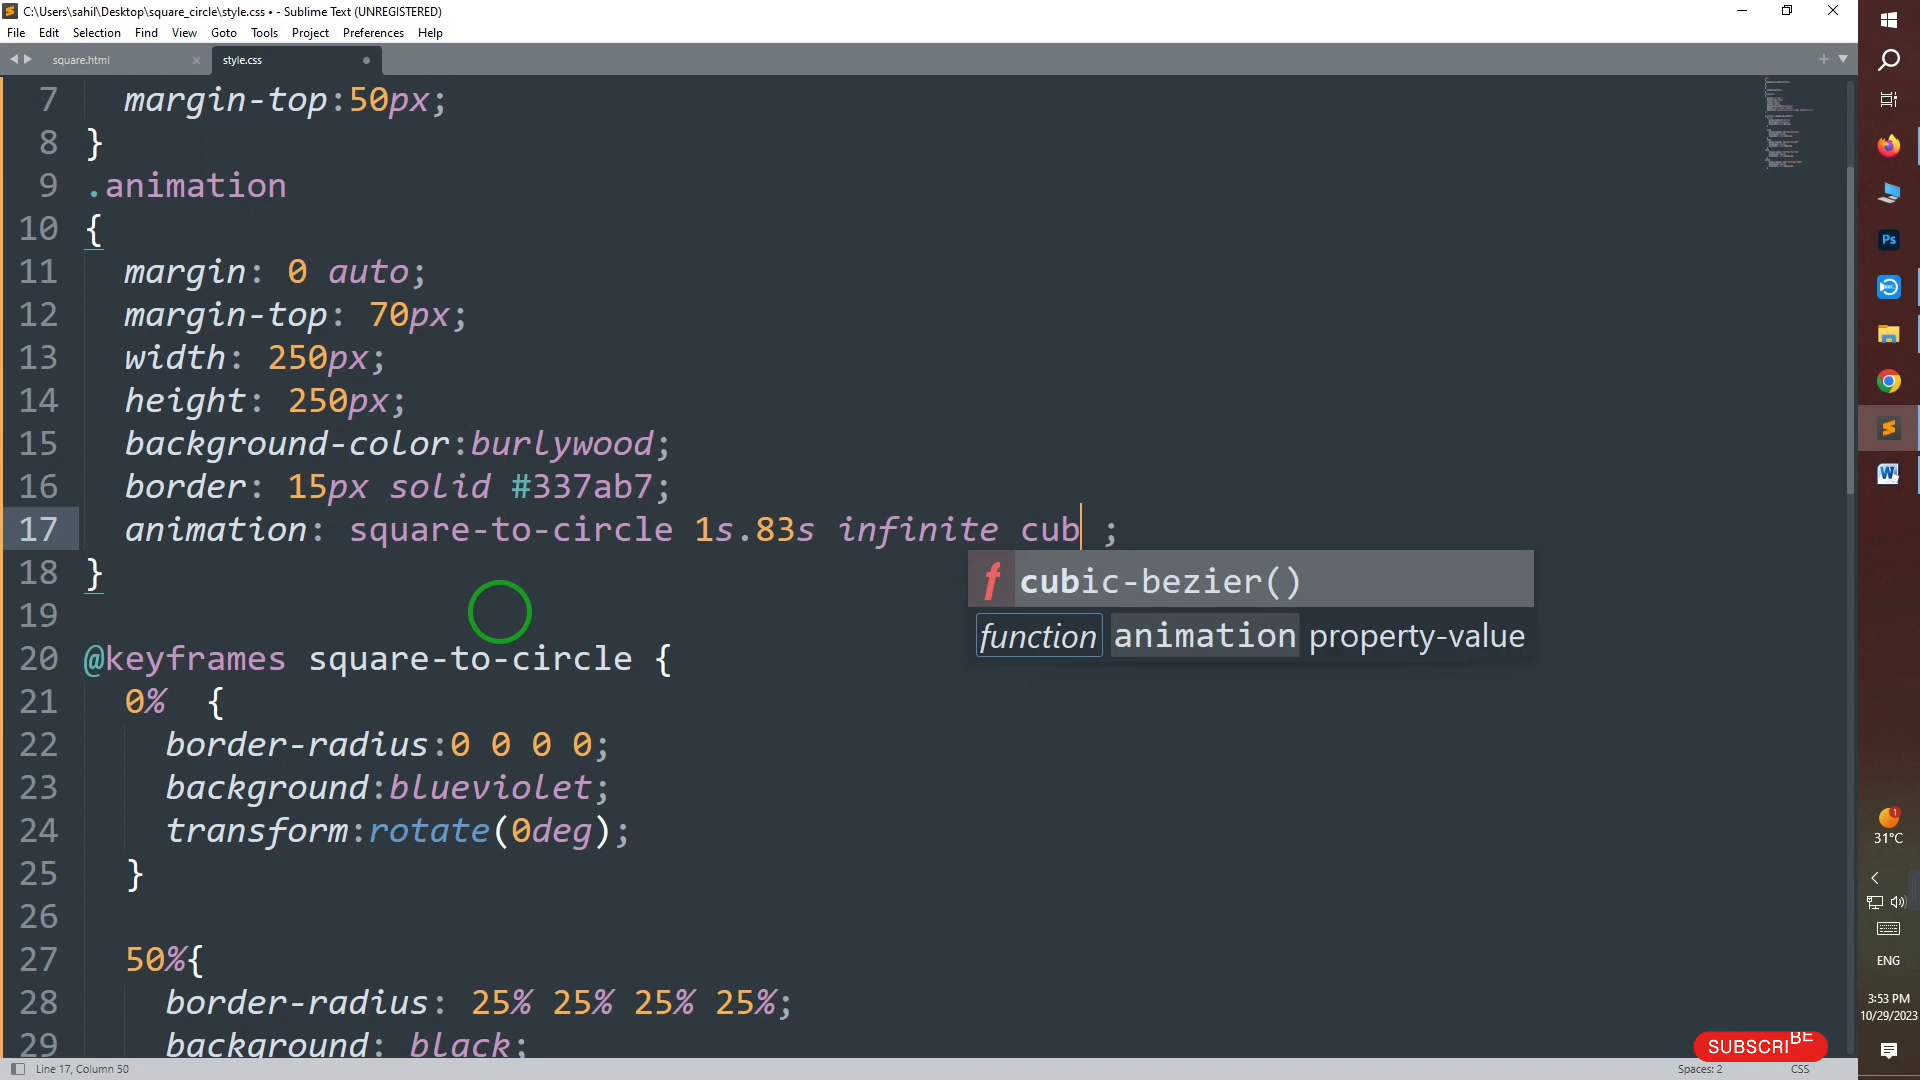 C:\Users\sahil\Desktop\square_circle\style.css • - Sublime Text (UNREGISTERED)
File Edit Selection Find View Goto Tools Project Preferences Help
square.html style.css
7 margin-top:50px;
8 }
9 .animation
10 {
11 margin: 0 auto;
12 margin-top: 70px;
13 width: 250px;
14 height: 250px;
15 background-color:burlywood;
16 border: 15px solid #337ab7;
17 animation: square-to-circle 1s.83s infinite cub ;
18 }
f cubic-bezier()
function animation property-value
19
20 @keyframes square-to-circle {
21 0% {
22 border-radius:0 0 0 0;
23 background:blueviolet;
24 transform:rotate(0deg);
25 }
26
27 50%{
28 border-radius: 25% 25% 25% 25%;
29 background: black;
Line 17, Column 50
Spaces: 2
CSS
Ps
REC
W
1
31°C
ENG
3:53 PM
10/29/2023
SUBSCRIBE